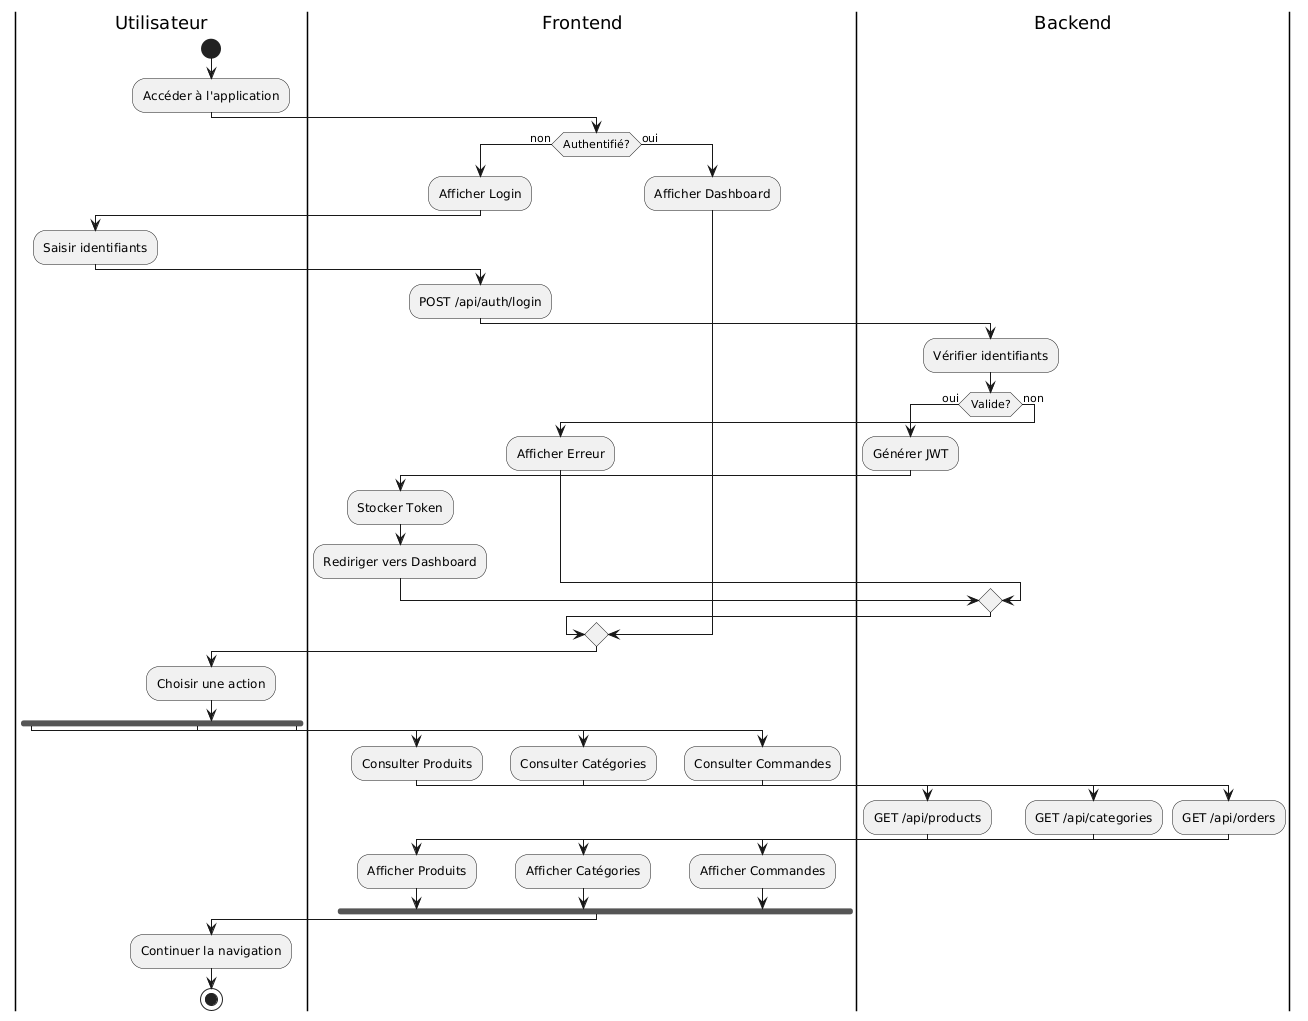 Utilisateur
Frontend
Backend
Accéder à l'application
non
Authentifié?
oui
Afficher Login
Afficher Dashboard
Saisir identifiants
POST /api/auth/login
Vérifier identifiants
oui
Valide?
non
Afficher Erreur
Générer JWT
Stocker Token
Rediriger vers Dashboard
Choisir une action
Consulter Produits
Consulter Catégories
Consulter Commandes
GET /api/products
GET /api/categories
GET /api/orders
Afficher Produits
Afficher Catégories
Afficher Commandes
Continuer la navigation